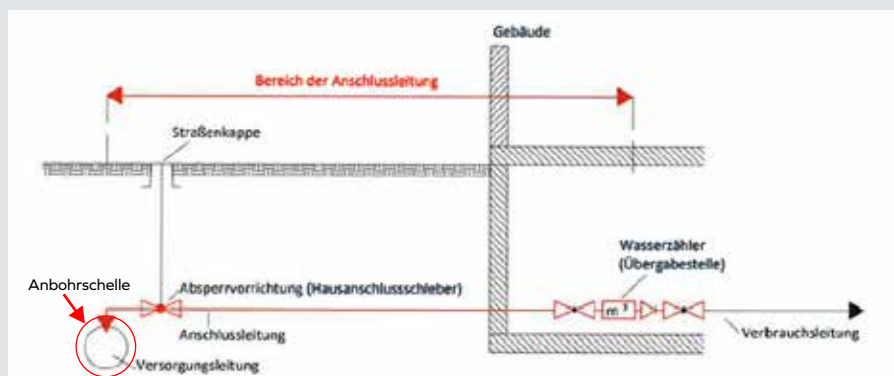 Gebäude
Bereich der Anschlussleitung
Straßenkappe
Wasserzähler
(Übergabestelle)
Anbohrschelle
Absperrvorrichtung (Hausanschlussschieber)
m³
Anschlussleitung
Verbrauchsleitung
Versorgungsleitung